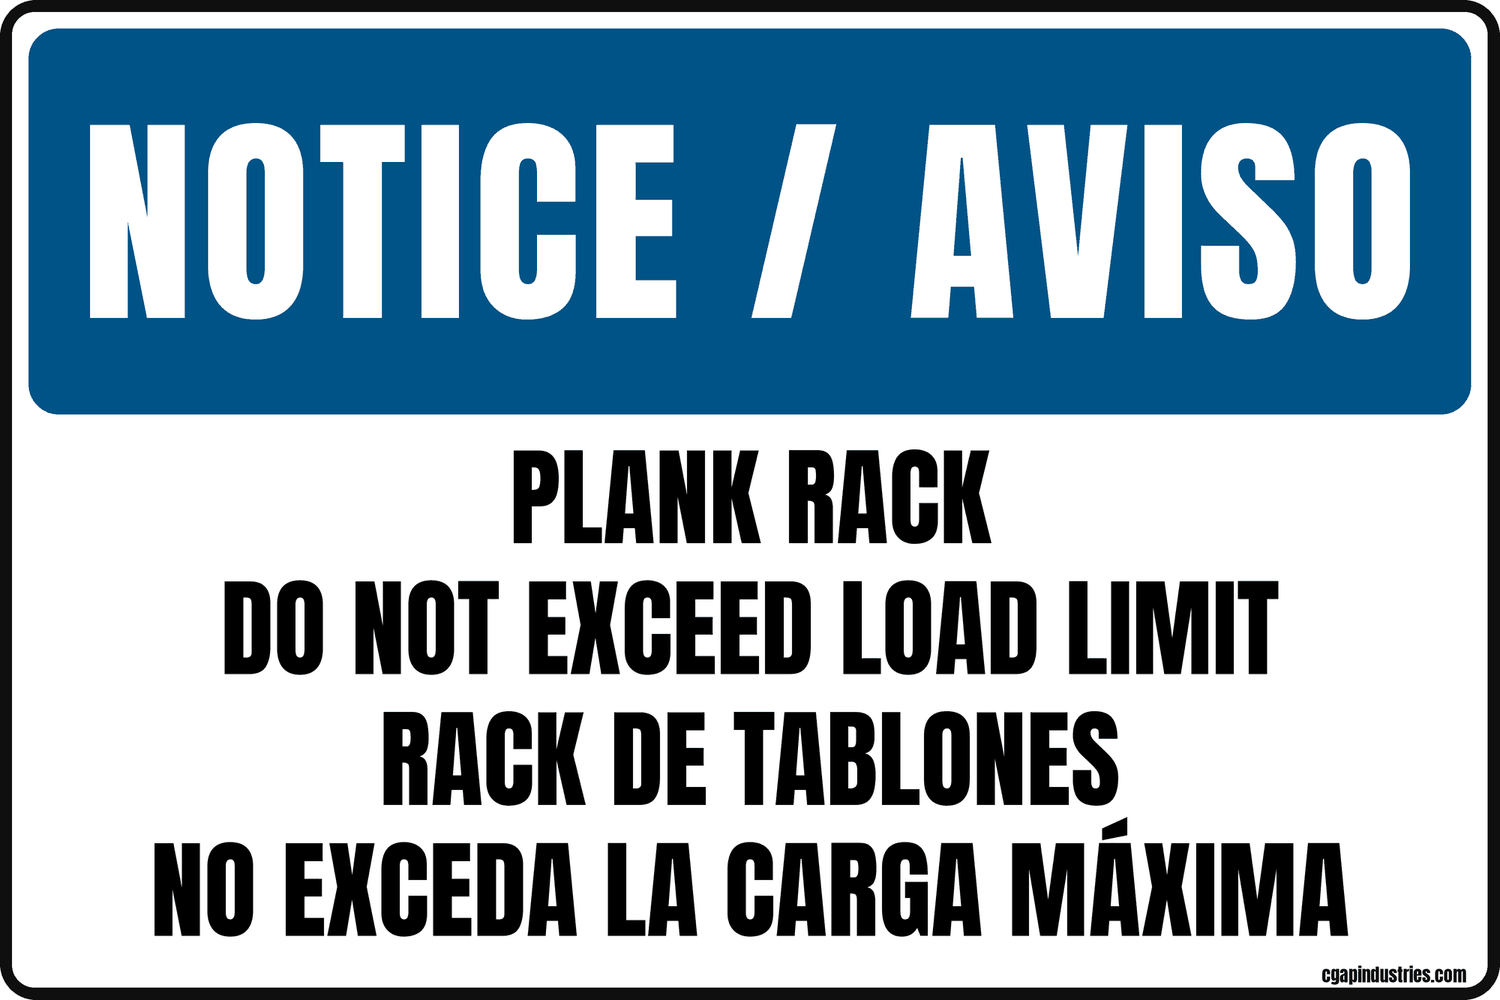 NOTICE / AVISO
PLANK RACK
DO NOT EXCEED LOAD LIMIT
RACK DE TABLONES
NO EXCEDA LA CARGA MÁXIMA
cgapindustries.com